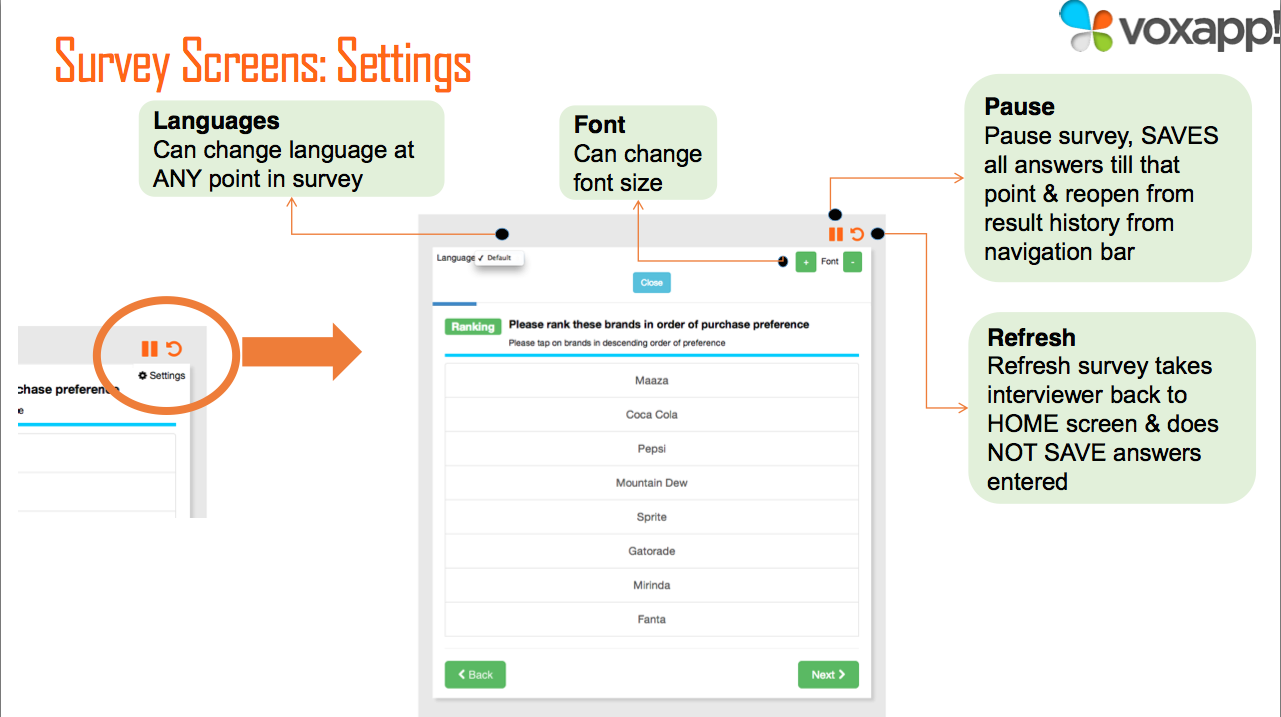 voxapp!
Survey Screens: Settings
Languages
Can change language at
ANY point in survey
Font
Can change
font size
Pause
Pause survey, SAVES
all answers till that
point & reopen from
result history from
navigation bar
Refresh
Refresh survey takes
interviewer back to
HOME screen & does
NOT SAVE answers
entered
Settings
chase preference
e
Language ✓ Default
+ Font -
Close
Ranking Please rank these brands in order of purchase preference
Please tap on brands in descending order of preference
Maaza
Coca Cola
Pepsi
Mountain Dew
Sprite
Gatorade
Mirinda
Fanta
Back
Next